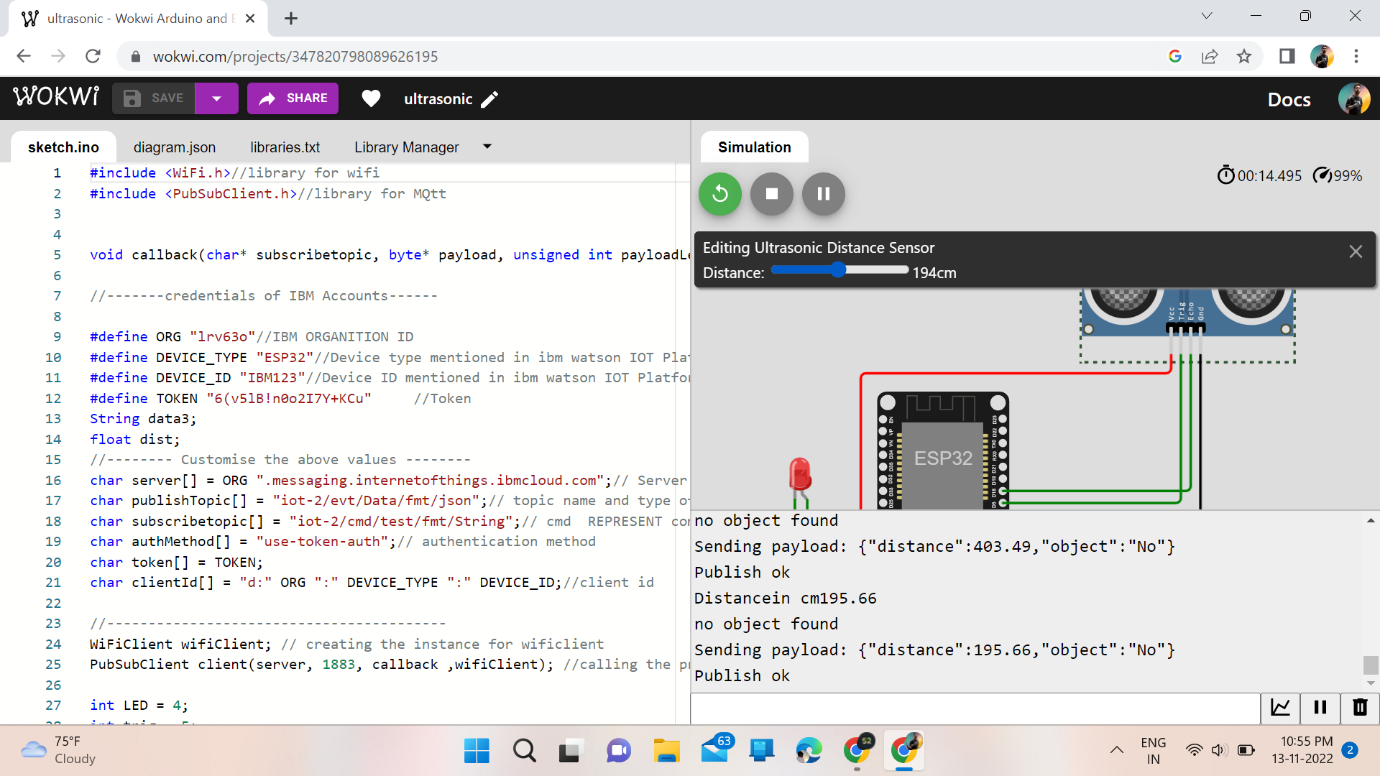 ultrasonic - Wokwi Arduino and E
wokwi.com/projects/347820798089626195
WOKWI
SAVE
SHARE
ultrasonic
Docs
sketch.ino
diagram.json
libraries.txt
Library Manager
Simulation
1 #include <WiFi.h>//library for wifi
2 #include <PubSubClient.h>//library for MQtt
3
4
5 void callback(char* subscribetopic, byte* payload, unsigned int payloadLe
6
7 //-------credentials of IBM Accounts------
8
9 #define ORG "lrv63o"//IBM ORGANITION ID
10 #define DEVICE_TYPE "ESP32"//Device type mentioned in ibm watson IOT Plat
11 #define DEVICE_ID "IBM123"//Device ID mentioned in ibm watson IOT Platfor
12 #define TOKEN "6(v5lB!n0o2I7Y+KCu" //Token
13 String data3;
14 float dist;
15 //-------- Customise the above values --------
16 char server[] = ORG ".messaging.internetofthings.ibmcloud.com";// Server
17 char publishTopic[] = "iot-2/evt/Data/fmt/json";// topic name and type of
18 char subscribetopic[] = "iot-2/cmd/test/fmt/String";// cmd REPRESENT com
19 char authMethod[] = "use-token-auth";// authentication method
20 char token[] = TOKEN;
21 char clientId[] = "d:" ORG ":" DEVICE_TYPE ":" DEVICE_ID;//client id
22
23 //-----------------------------------------
24 WiFiClient wifiClient; // creating the instance for wificlient
25 PubSubClient client(server, 1883, callback ,wifiClient); //calling the pr
26
27 int LED = 4;
00:14.495
99%
Editing Ultrasonic Distance Sensor
Distance: 194cm
Vcc
Trig
Echo
Gnd
ESP32
no object found
Sending payload: {"distance":403.49,"object":"No"}
Publish ok
Distancein cm195.66
no object found
Sending payload: {"distance":195.66,"object":"No"}
Publish ok
75°F
Cloudy
63
52
ENG
IN
10:55 PM
13-11-2022
2